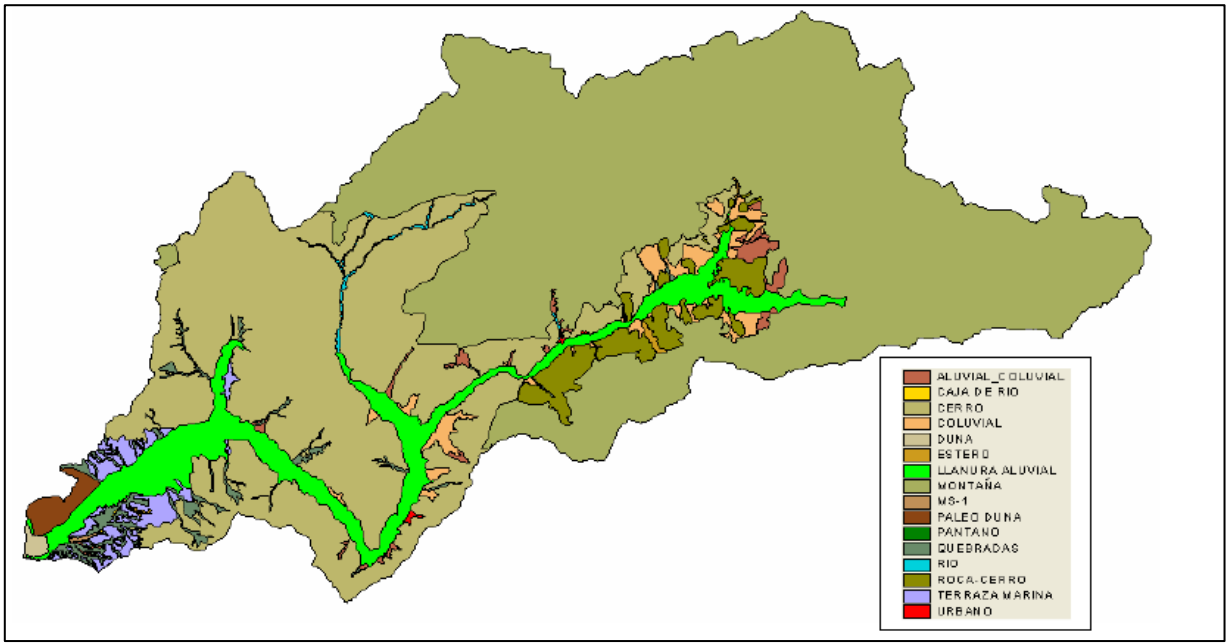 ALUVIAL_COLUVIAL
CAJA DE RIO
CERRO
COLUVIAL
DUNA
ESTERO
LLANURA ALUVIAL
MONTAÑA
MS-1
PALEO DUNA
PANTANO
QUEBRADAS
RIO
ROCA-CERRO
TERRAZA MARINA
URBANO